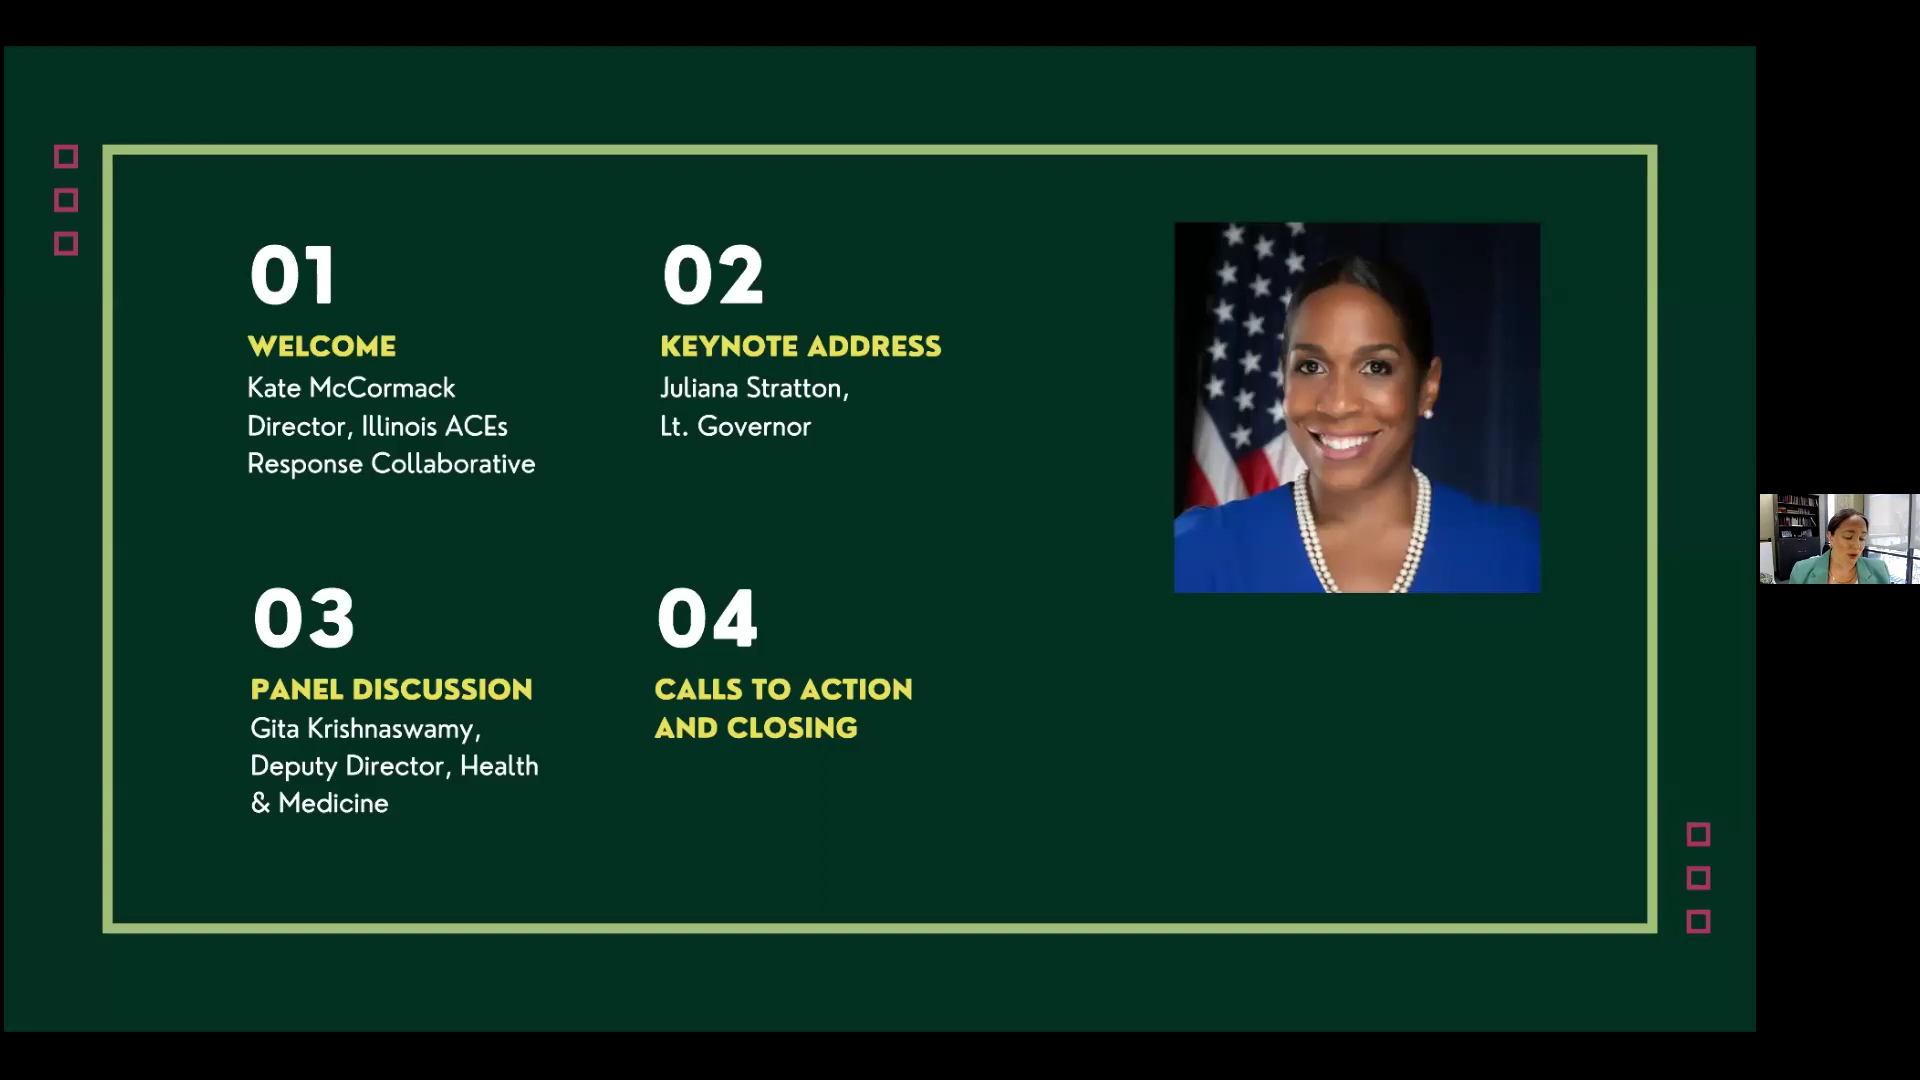 01
WELCOME
Kate McCormack
Director, Illinois ACEs
Response Collaborative
02
KEYNOTE ADDRESS
Juliana Stratton,
Lt. Governor
03
PANEL DISCUSSION
Gita Krishnaswamy,
Deputy Director, Health
& Medicine
04
CALLS TO ACTION
AND CLOSING